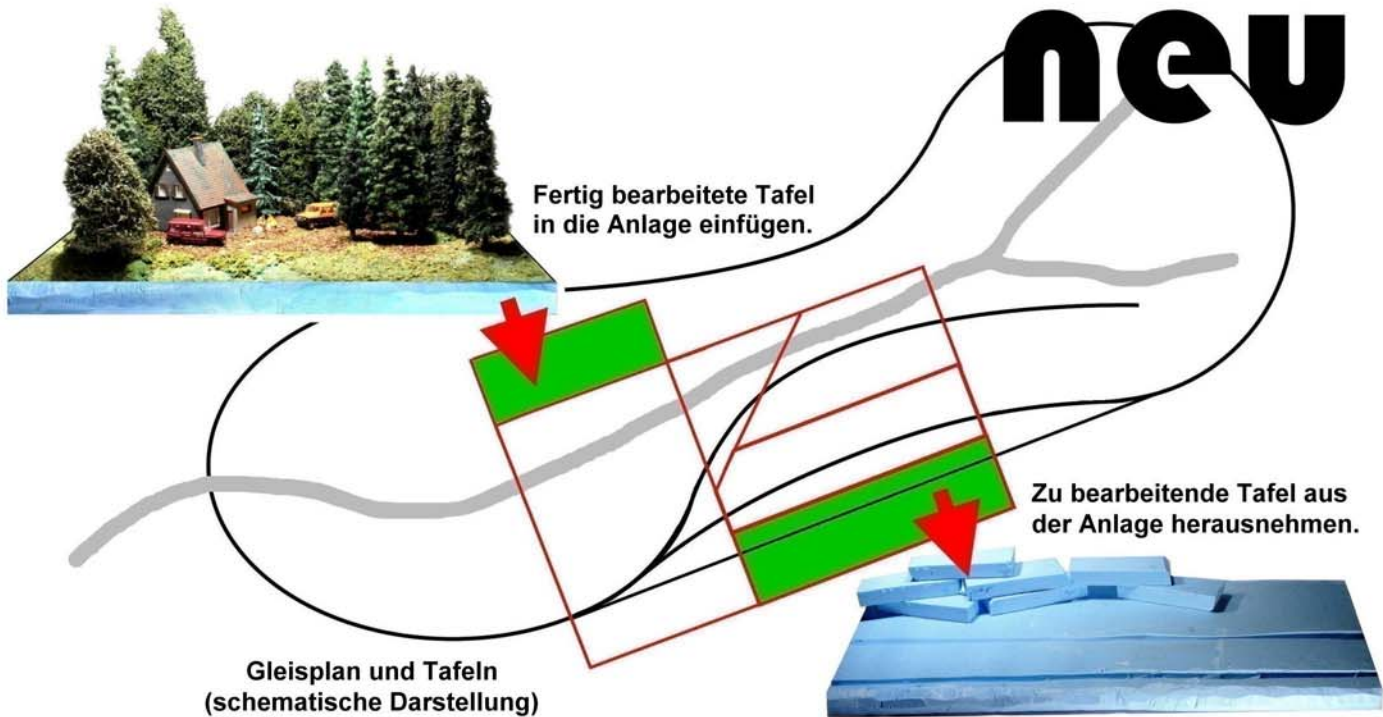 neu
Fertig bearbeitete Tafel
in die Anlage einfügen.
Zu bearbeitende Tafel aus
der Anlage herausnehmen.
Gleisplan und Tafeln
(schematische Darstellung)